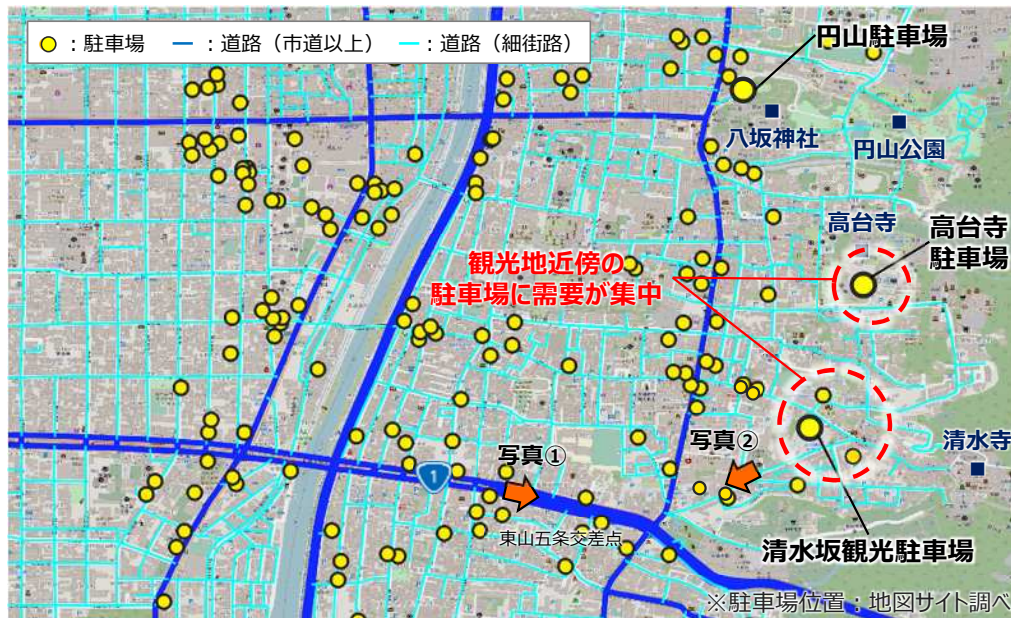 ：駐車場 ：道路（市道以上） ：道路（細街路）
円山駐車場
八坂神社
円山公園
高台寺
高台寺
駐車場
観光地近傍の
駐車場に需要が集中
写真①
写真②
清水寺
1
東山五条交差点
清水坂観光駐車場
※駐車場位置：地図サイト調べ